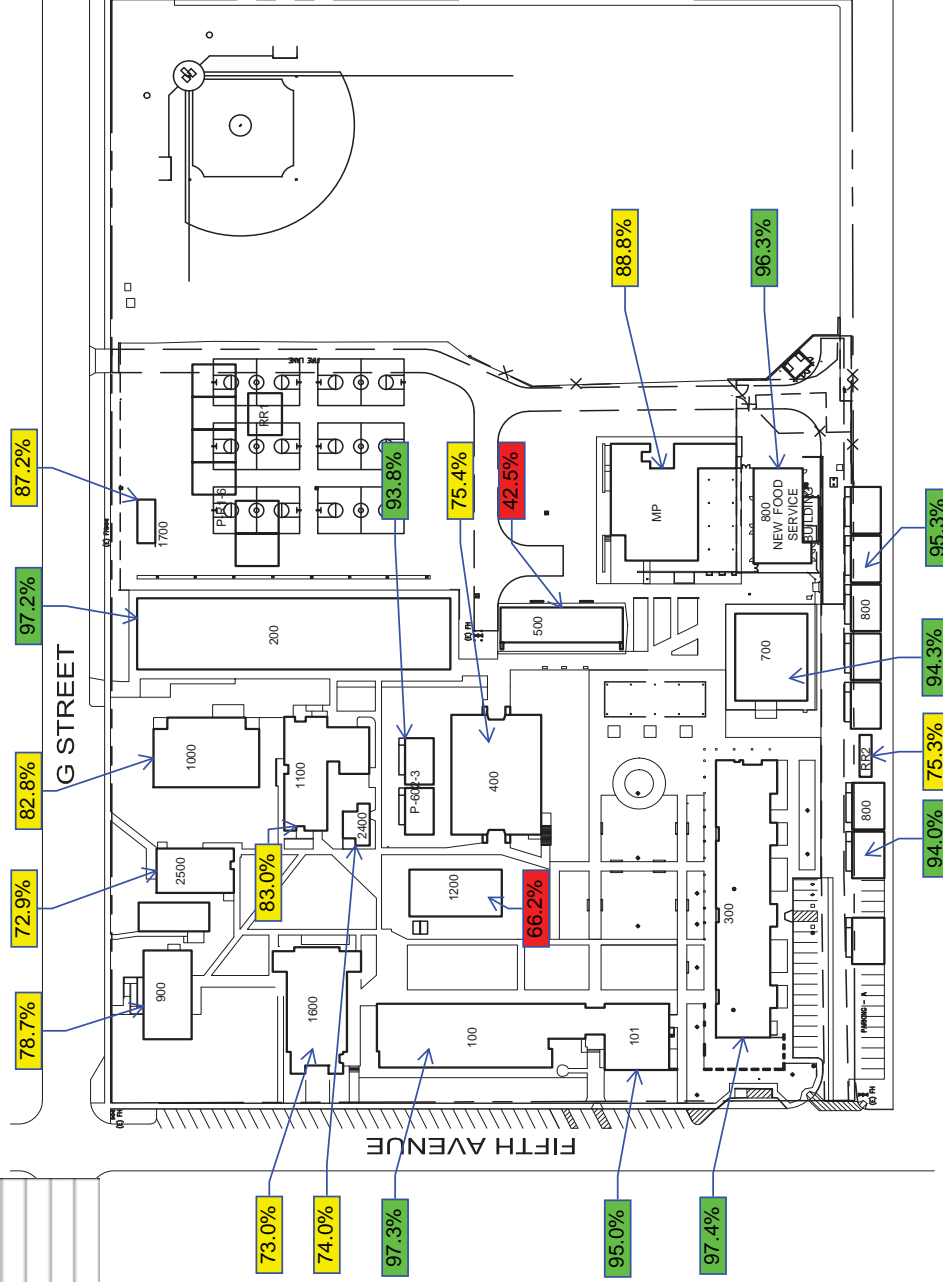 G STREET
FIFTH AVENUE
78.7%
72.9%
82.8%
97.2%
87.2%
83.0%
93.8%
75.4%
42.5%
66.2%
88.8%
96.3%
73.0%
74.0%
97.3%
95.0%
97.4%
94.0%
75.3%
94.3%
95.3%
900
2500
1000
1100
2400
1600
1200
100
101
300
400
P-602-3
200
1700
RR1
FIRE LANE
500
MP
800
NEW FOOD
SERVICE
BUILDING
700
800
RR2
800
PARKING - A
(E) FH
(E) FH
(E) FH